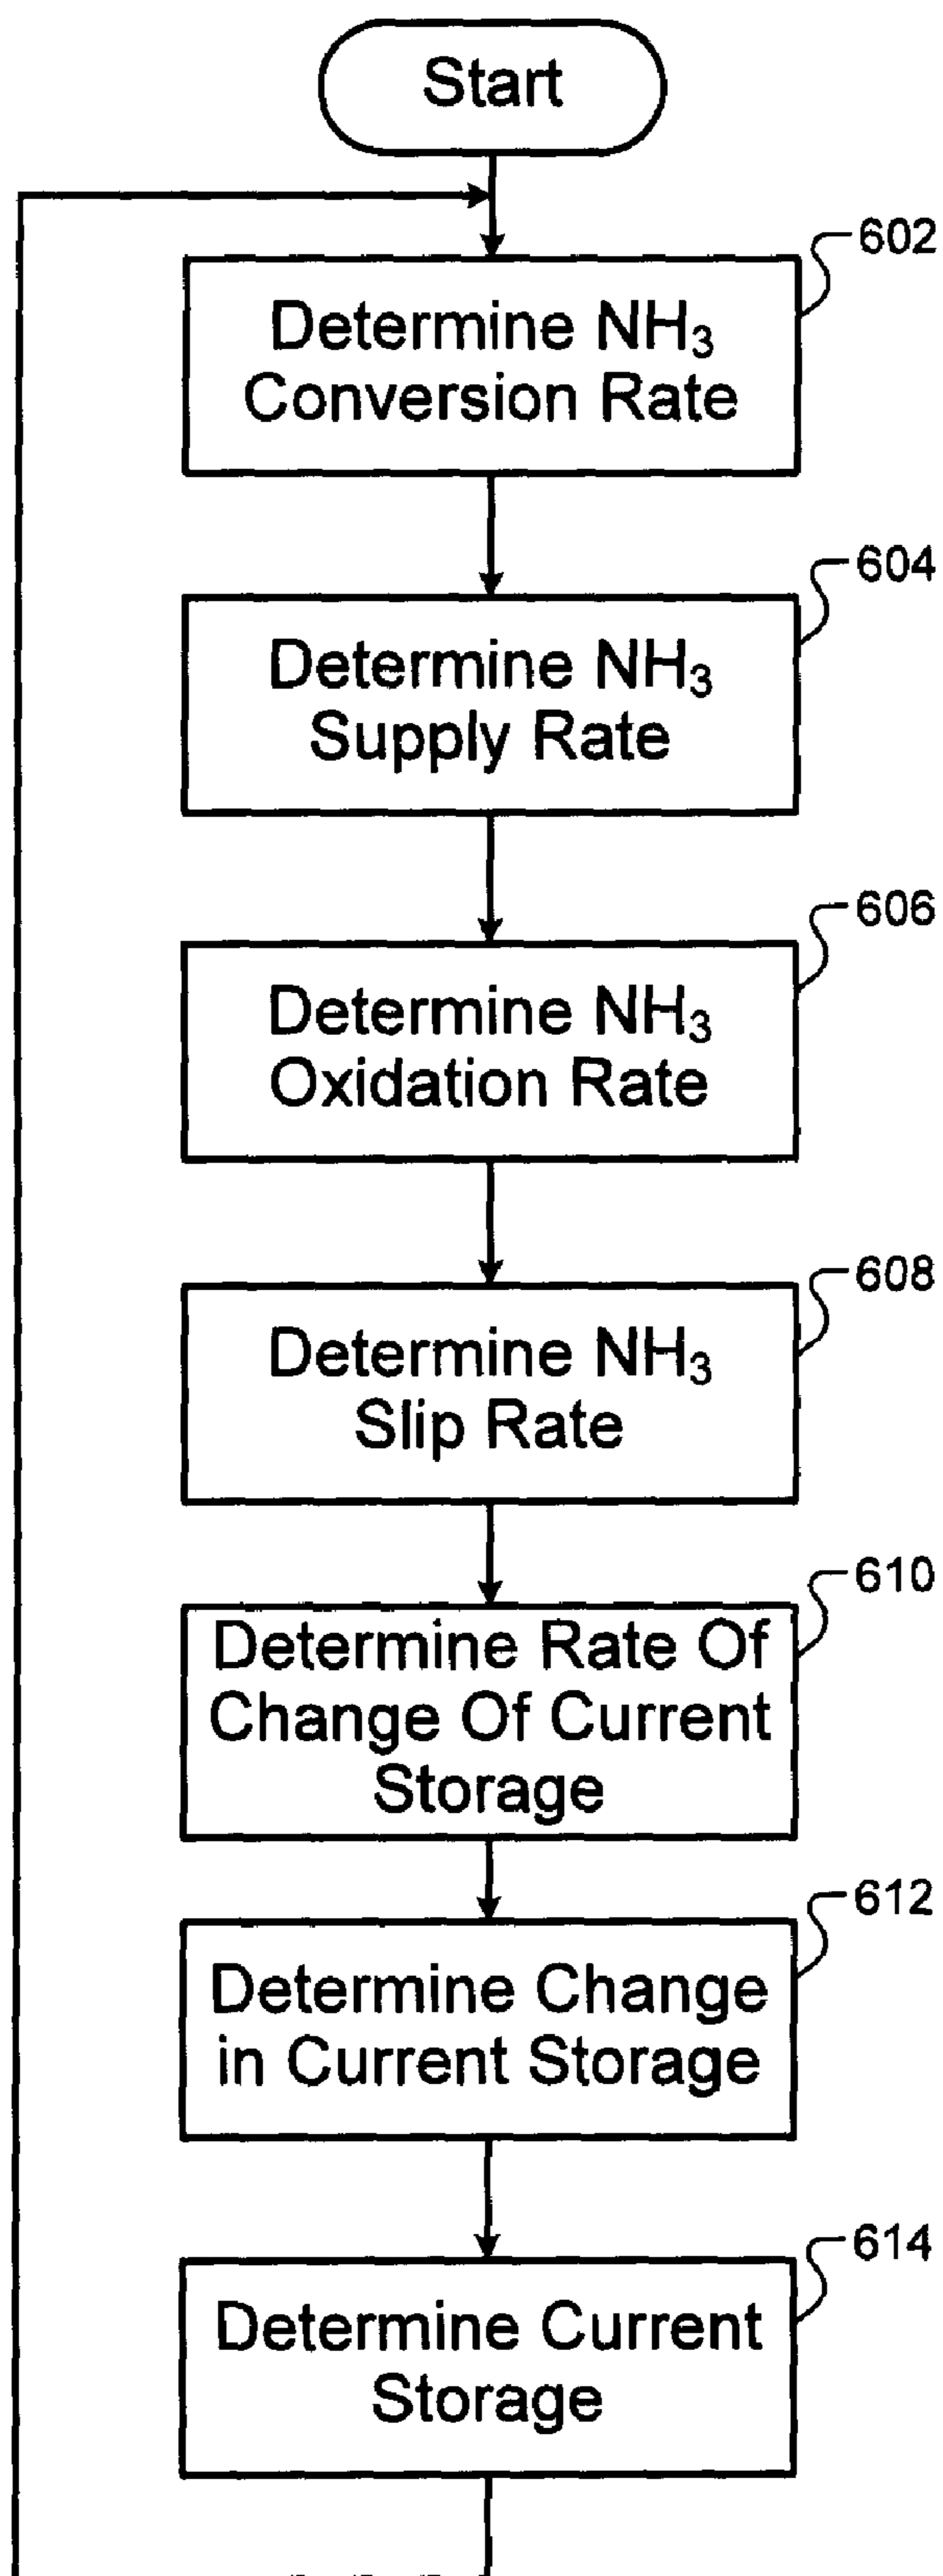 Start
602
Determine NH₃
Conversion Rate
604
Determine NH₃
Supply Rate
606
Determine NH₃
Oxidation Rate
608
Determine NH₃
Slip Rate
610
Determine Rate Of
Change Of Current
Storage
612
Determine Change
in Current Storage
614
Determine Current
Storage